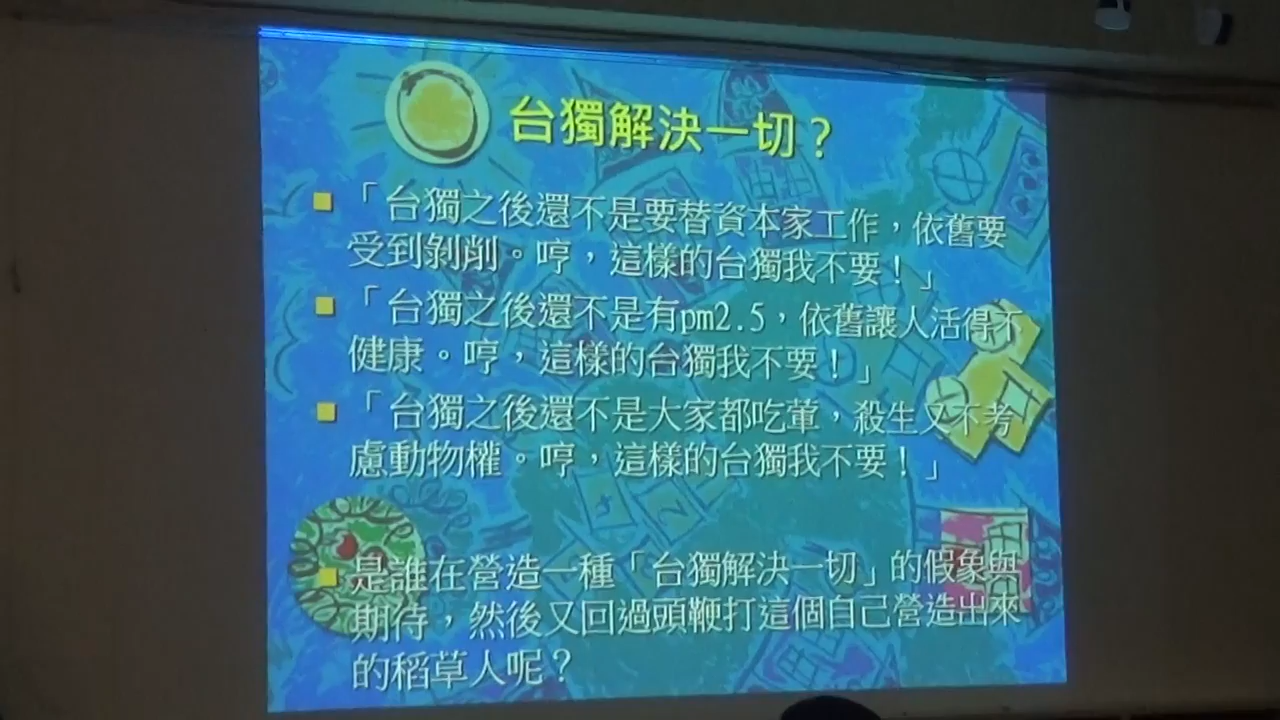 台獨解決一切？
「台獨之後還不是要替資本家工作，依舊要
受到剝削。哼，這樣的台獨我不要！」
「台獨之後還不是有pm2.5，依舊讓人活得不
健康。哼，這樣的台獨我不要！」
「台獨之後還不是大家都吃葷，殺生又不考
慮動物權。哼，這樣的台獨我不要！」
是誰在營造一種「台獨解決一切」的假象與
期待，然後又回過頭鞭打這個自己營造出來
的稻草人呢？